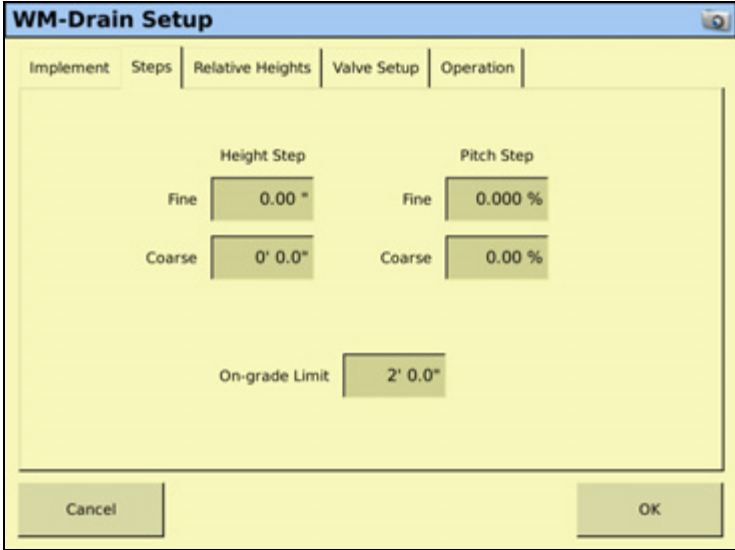 WM-Drain Setup
Implement Steps Relative Heights Valve Setup Operation
Height Step Pitch Step
Fine 0.00 " Fine 0.000 %
Coarse 0' 0.0" Coarse 0.00 %
On-grade Limit 2' 0.0"
Cancel OK